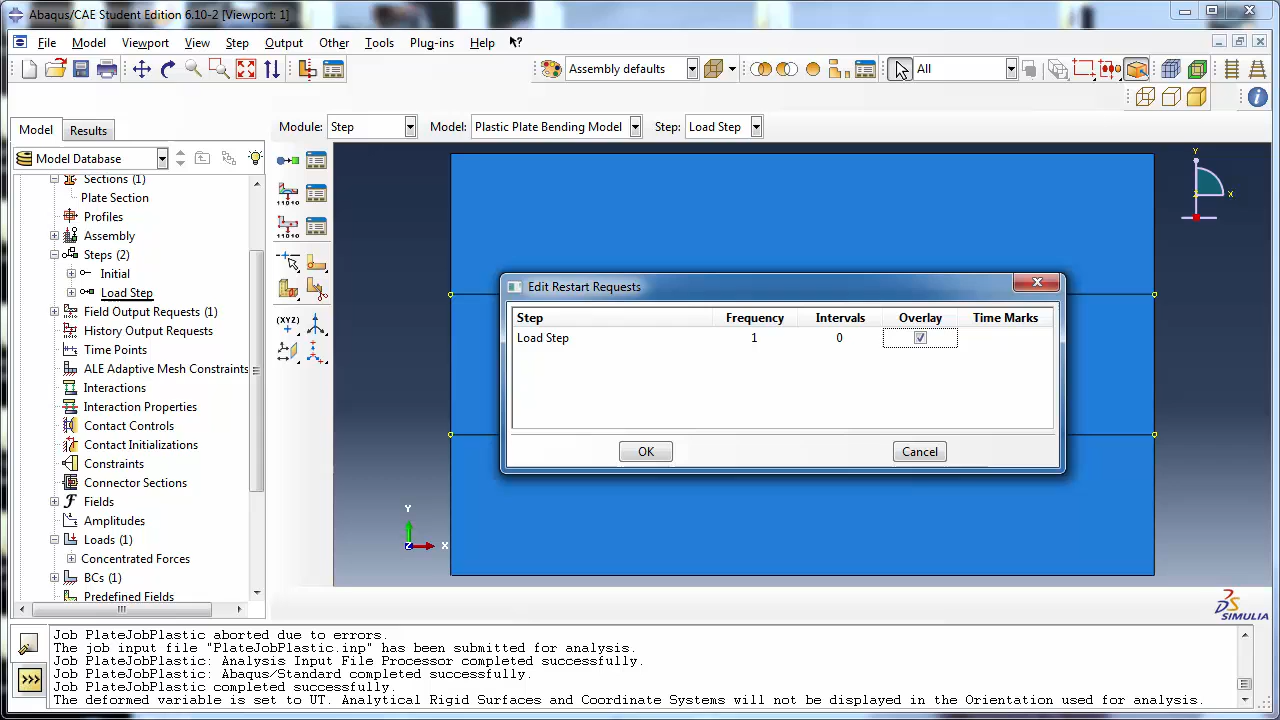 Abaqus/CAE Student Edition 6.10-2 [Viewport: 1]
File Model Viewport View Step Output Other Tools Plug-ins Help
Assembly defaults All
Model Results Module: Step Model: Plastic Plate Bending Model Step: Load Step
Model Database
Sections (1)
Plate Section
Profiles
Assembly
Steps (2)
Initial
Load Step
Field Output Requests (1)
History Output Requests
Time Points
ALE Adaptive Mesh Constraints
Interactions
Interaction Properties
Contact Controls
Contact Initializations
Constraints
Connector Sections
Fields
Amplitudes
Loads (1)
Concentrated Forces
BCs (1)
Predefined Fields
(XYZ)
Y
X
Edit Restart Requests
Step Frequency Intervals Overlay Time Marks
Load Step 1 0
OK Cancel
Y
Z X
SIMULIA
Job PlateJobPlastic aborted due to errors.
The job input file "PlateJobPlastic.inp" has been submitted for analysis.
Job PlateJobPlastic: Analysis Input File Processor completed successfully.
Job PlateJobPlastic: Abaqus/Standard completed successfully.
Job PlateJobPlastic completed successfully.
The deformed variable is set to UT. Analytical Rigid Surfaces and Coordinate Systems will not be displayed in the Orientation used for analysis.
>>>